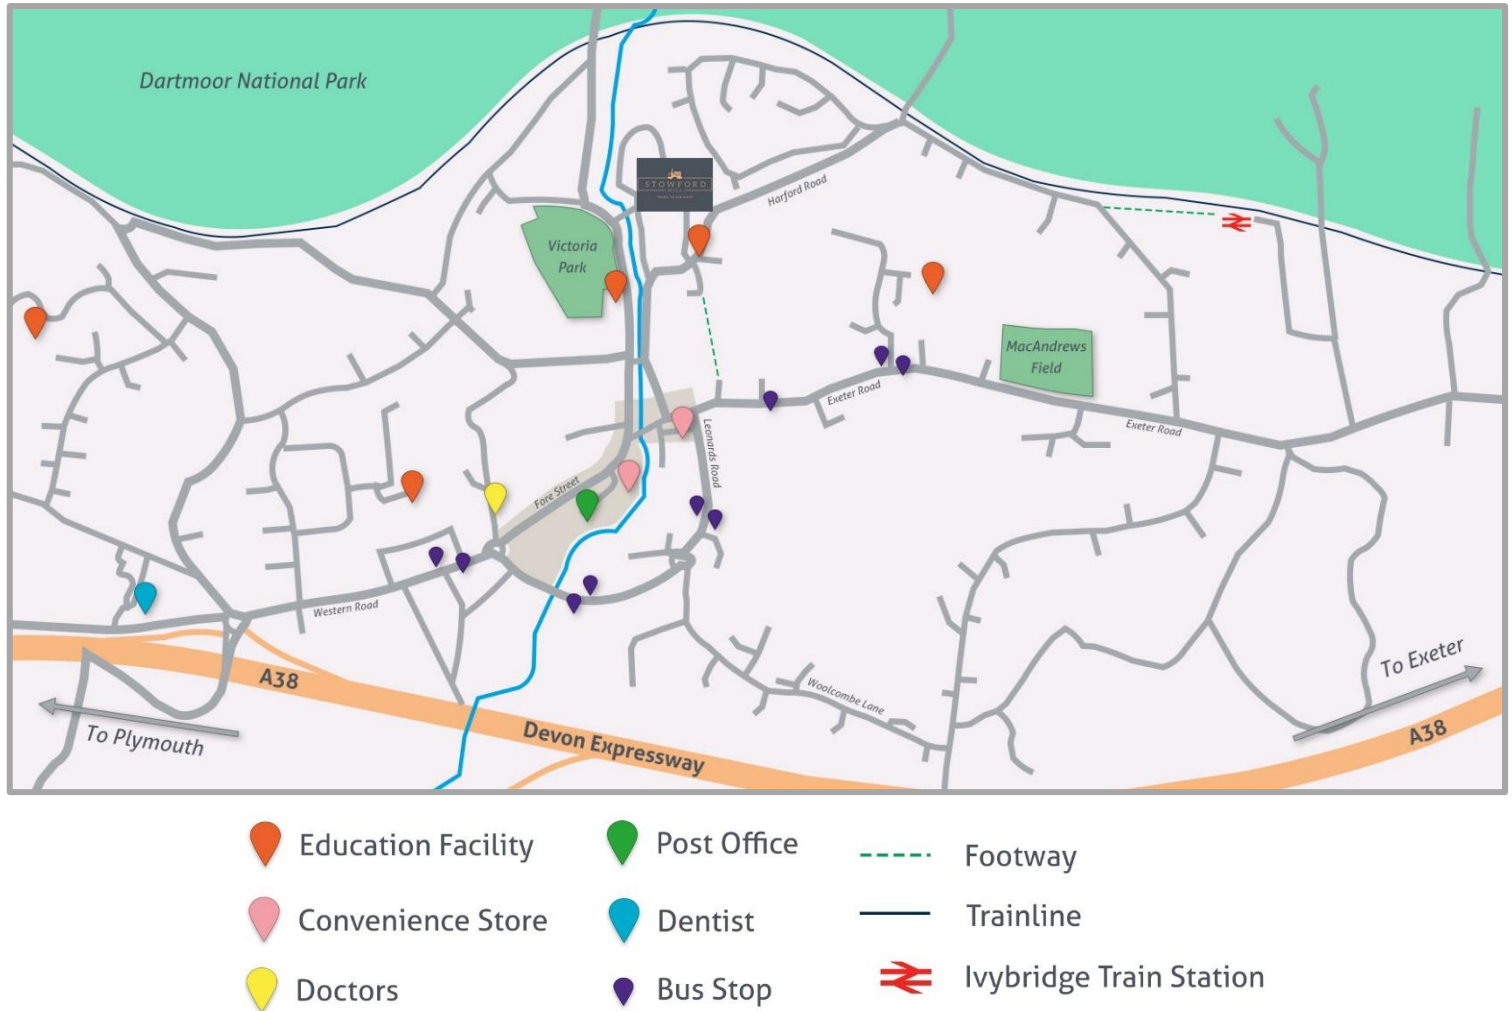 Dartmoor National Park
STOWFORD
MILL
Harford Road
Victoria
Park
MacAndrews
Field
Exeter Road
Exeter Road
Leonards Road
Fore Street
Western Road
Woolcombe Lane
A38
To Plymouth
Devon Expressway
To Exeter
A38
Education Facility
Post Office
Footway
Convenience Store
Dentist
Trainline
Doctors
Bus Stop
Ivybridge Train Station